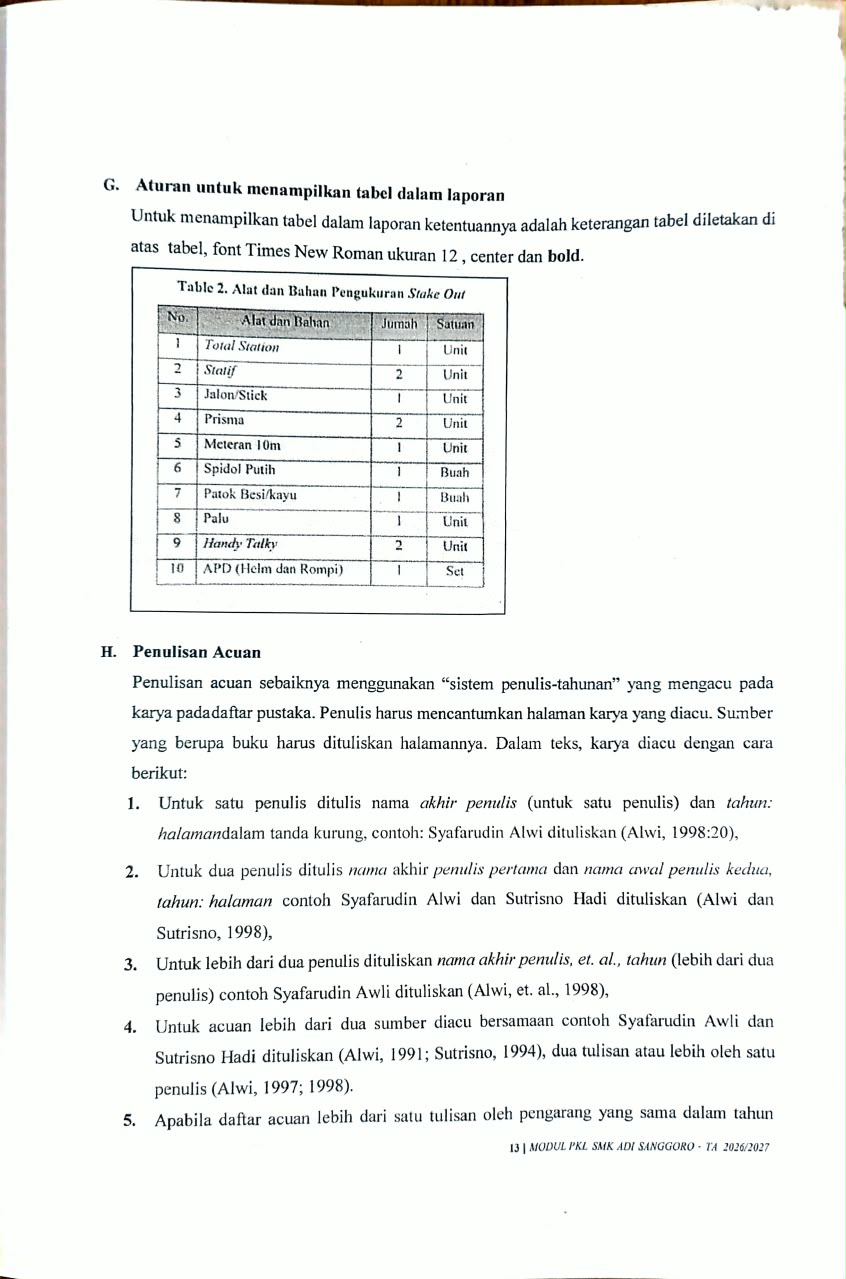 G. Aturan untuk menampilkan tabel dalam laporan
Untuk menampilkan tabel dalam laporan ketentuannya adalah keterangan tabel diletakan di
atas tabel, font Times New Roman ukuran 12 , center dan bold.
Table 2. Alat dan Bahan Pengukuran Stake Out
No. Alat dan Bahan Jumah Satuan
1 Total Station 1 Unit
2 Statif 2 Unit
3 Jalon/Stick 1 Unit
4 Prisma 2 Unit
5 Meteran 10m 1 Unit
6 Spidol Putih 1 Buah
7 Patok Besi/kayu 1 Buah
8 Palu 1 Unit
9 Handy Talky 2 Unit
10 APD (Helm dan Rompi) 1 Set
H. Penulisan Acuan
Penulisan acuan sebaiknya menggunakan “sistem penulis-tahunan” yang mengacu pada
karya padadaftar pustaka. Penulis harus mencantumkan halaman karya yang diacu. Sumber
yang berupa buku harus dituliskan halamannya. Dalam teks, karya diacu dengan cara
berikut:
1. Untuk satu penulis ditulis nama akhir penulis (untuk satu penulis) dan tahun:
halamandalam tanda kurung, contoh: Syafarudin Alwi dituliskan (Alwi, 1998:20),
2. Untuk dua penulis ditulis nama akhir penulis pertama dan nama awal penulis kedua,
tahun: halaman contoh Syafarudin Alwi dan Sutrisno Hadi dituliskan (Alwi dan
Sutrisno, 1998),
3. Untuk lebih dari dua penulis dituliskan nama akhir penulis, et. al., tahun (lebih dari dua
penulis) contoh Syafarudin Awli dituliskan (Alwi, et. al., 1998),
4. Untuk acuan lebih dari dua sumber diacu bersamaan contoh Syafarudin Awli dan
Sutrisno Hadi dituliskan (Alwi, 1991; Sutrisno, 1994), dua tulisan atau lebih oleh satu
penulis (Alwi, 1997; 1998).
5. Apabila daftar acuan lebih dari satu tulisan oleh pengarang yang sama dalam tahun
13 | MODUL PKL SMK ADI SANGGORO - TA 2026/2027